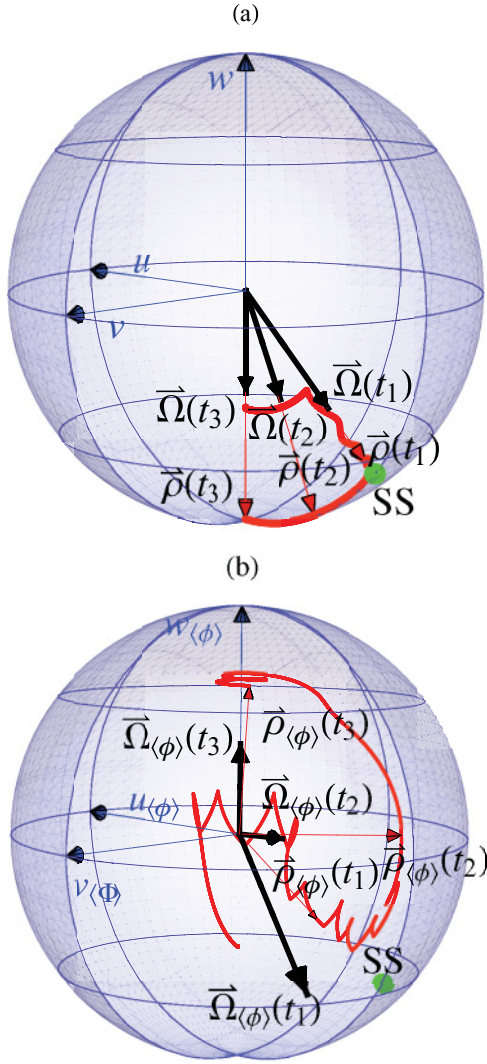 (a)
w
u
v
Ω⃗(t₁)
Ω⃗(t₃) Ω⃗(t₂)
ρ⃗(t₃) ρ⃗(t₂) ρ⃗(t₁)
SS
(b)
w⟨ϕ⟩
Ω⃗⟨ϕ⟩(t₃) ρ⃗⟨ϕ⟩(t₃)
u⟨ϕ⟩ Ω⃗⟨ϕ⟩(t₂)
v⟨Φ⟩ ρ⃗⟨ϕ⟩(t₁) ρ⃗⟨ϕ⟩(t₂)
SS
Ω⃗⟨ϕ⟩(t₁)